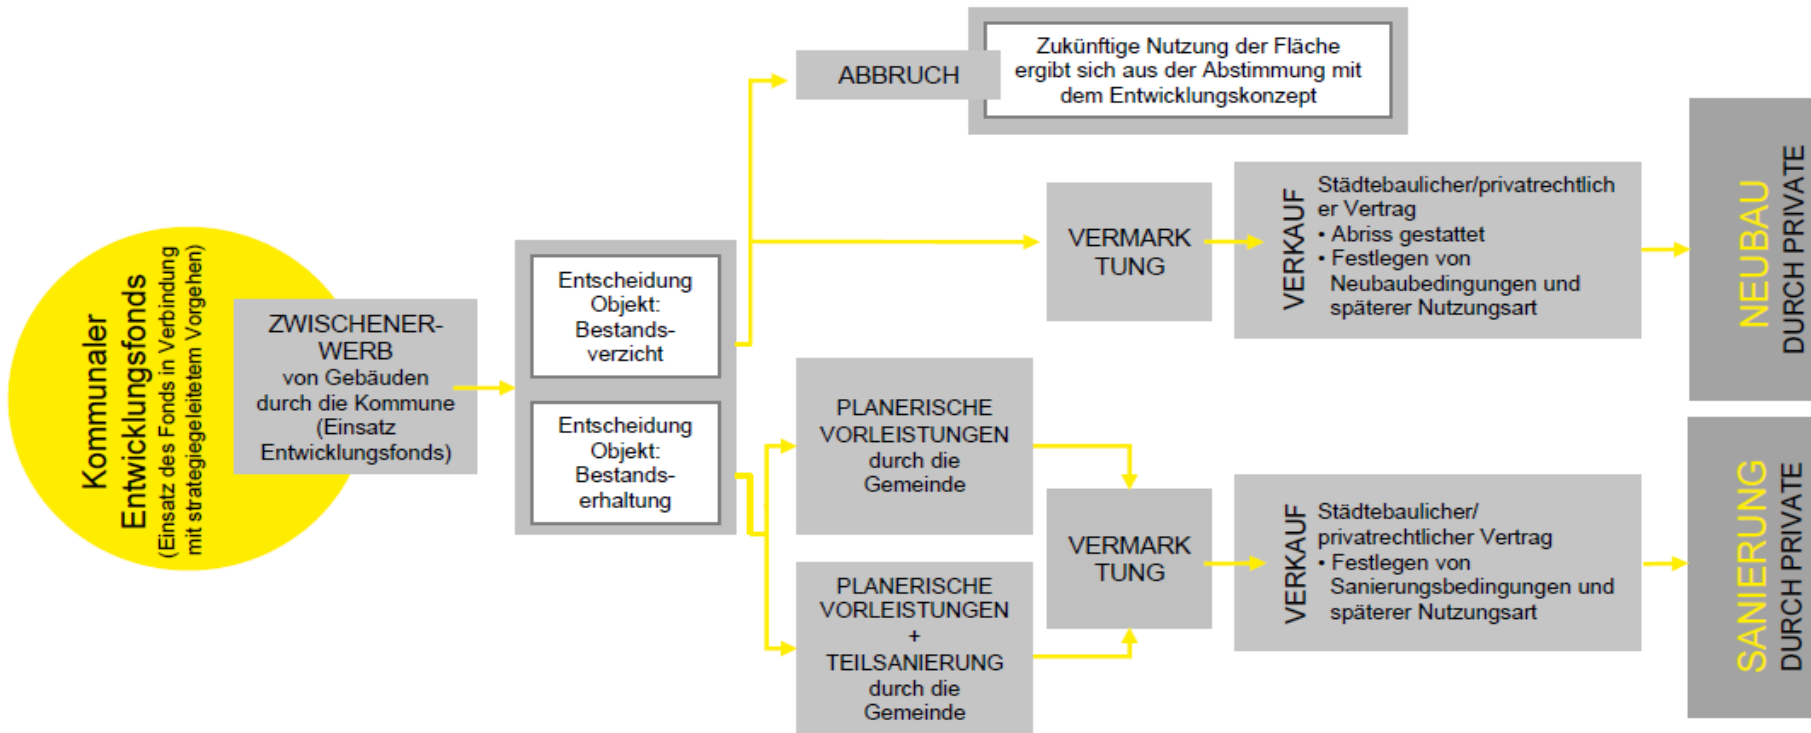 Kommunaler
Entwicklungsfonds
(Einsatz des Fonds in Verbindung
mit strategiegeleitetem Vorgehen)
ZWISCHENER-
WERB
von Gebäuden
durch die Kommune
(Einsatz
Entwicklungsfonds)
Entscheidung
Objekt:
Bestands-
verzicht
Entscheidung
Objekt:
Bestands-
erhaltung
ABBRUCH
Zukünftige Nutzung der Fläche
ergibt sich aus der Abstimmung mit
dem Entwicklungskonzept
VERMARK
TUNG
VERKAUF
Städtebaulicher/privatrechtlich
er Vertrag
• Abriss gestattet
• Festlegen von
Neubaubedingungen und
späterer Nutzungsart
NEUBAU
DURCH PRIVATE
PLANERISCHE
VORLEISTUNGEN
durch die
Gemeinde
PLANERISCHE
VORLEISTUNGEN
+
TEILSANIERUNG
durch die
Gemeinde
VERMARK
TUNG
VERKAUF
Städtebaulicher/
privatrechtlicher Vertrag
• Festlegen von
Sanierungsbedingungen und
späterer Nutzungsart
SANIERUNG
DURCH PRIVATE